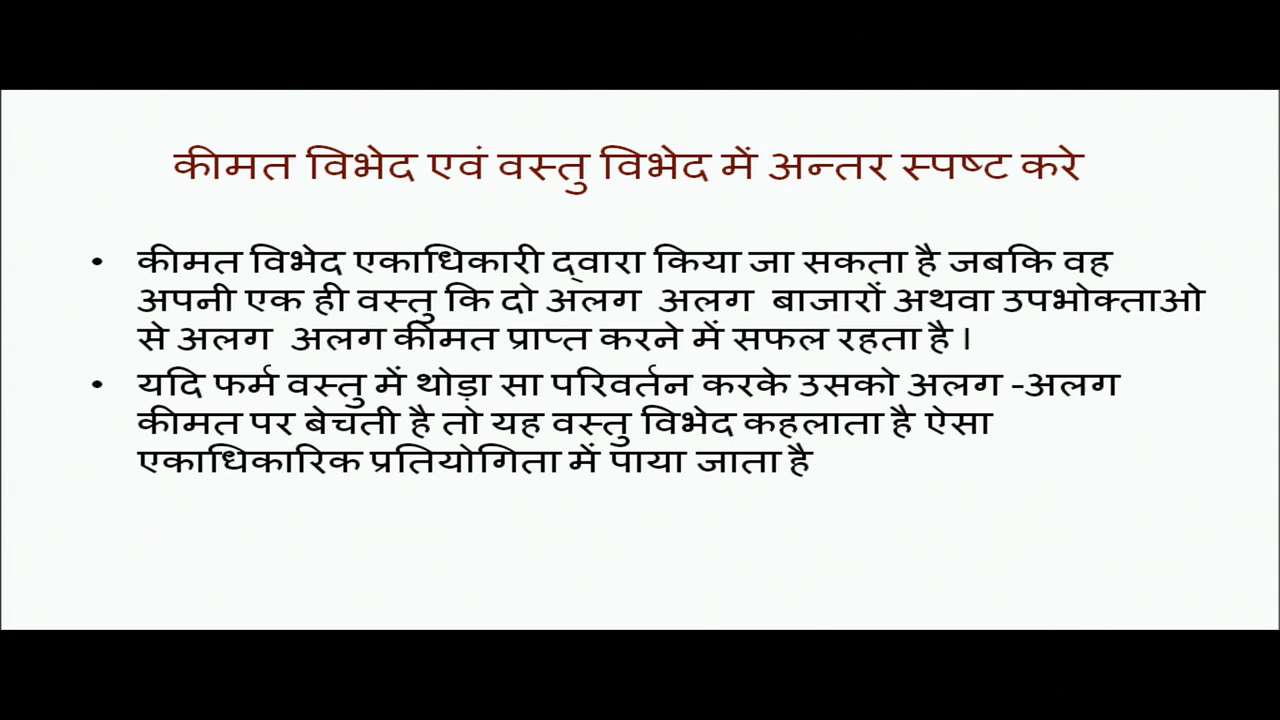 कीमत विभेद एवं वस्तु विभेद में अन्तर स्पष्ट करे
• कीमत विभेद एकाधिकारी द्वारा किया जा सकता है जबकि वह
अपनी एक ही वस्तु कि दो अलग अलग बाजारों अथवा उपभोक्ताओ
से अलग अलग कीमत प्राप्त करने में सफल रहता है ।
• यदि फर्म वस्तु में थोड़ा सा परिवर्तन करके उसको अलग -अलग
कीमत पर बेचती है तो यह वस्तु विभेद कहलाता है ऐसा
एकाधिकारिक प्रतियोगिता में पाया जाता है